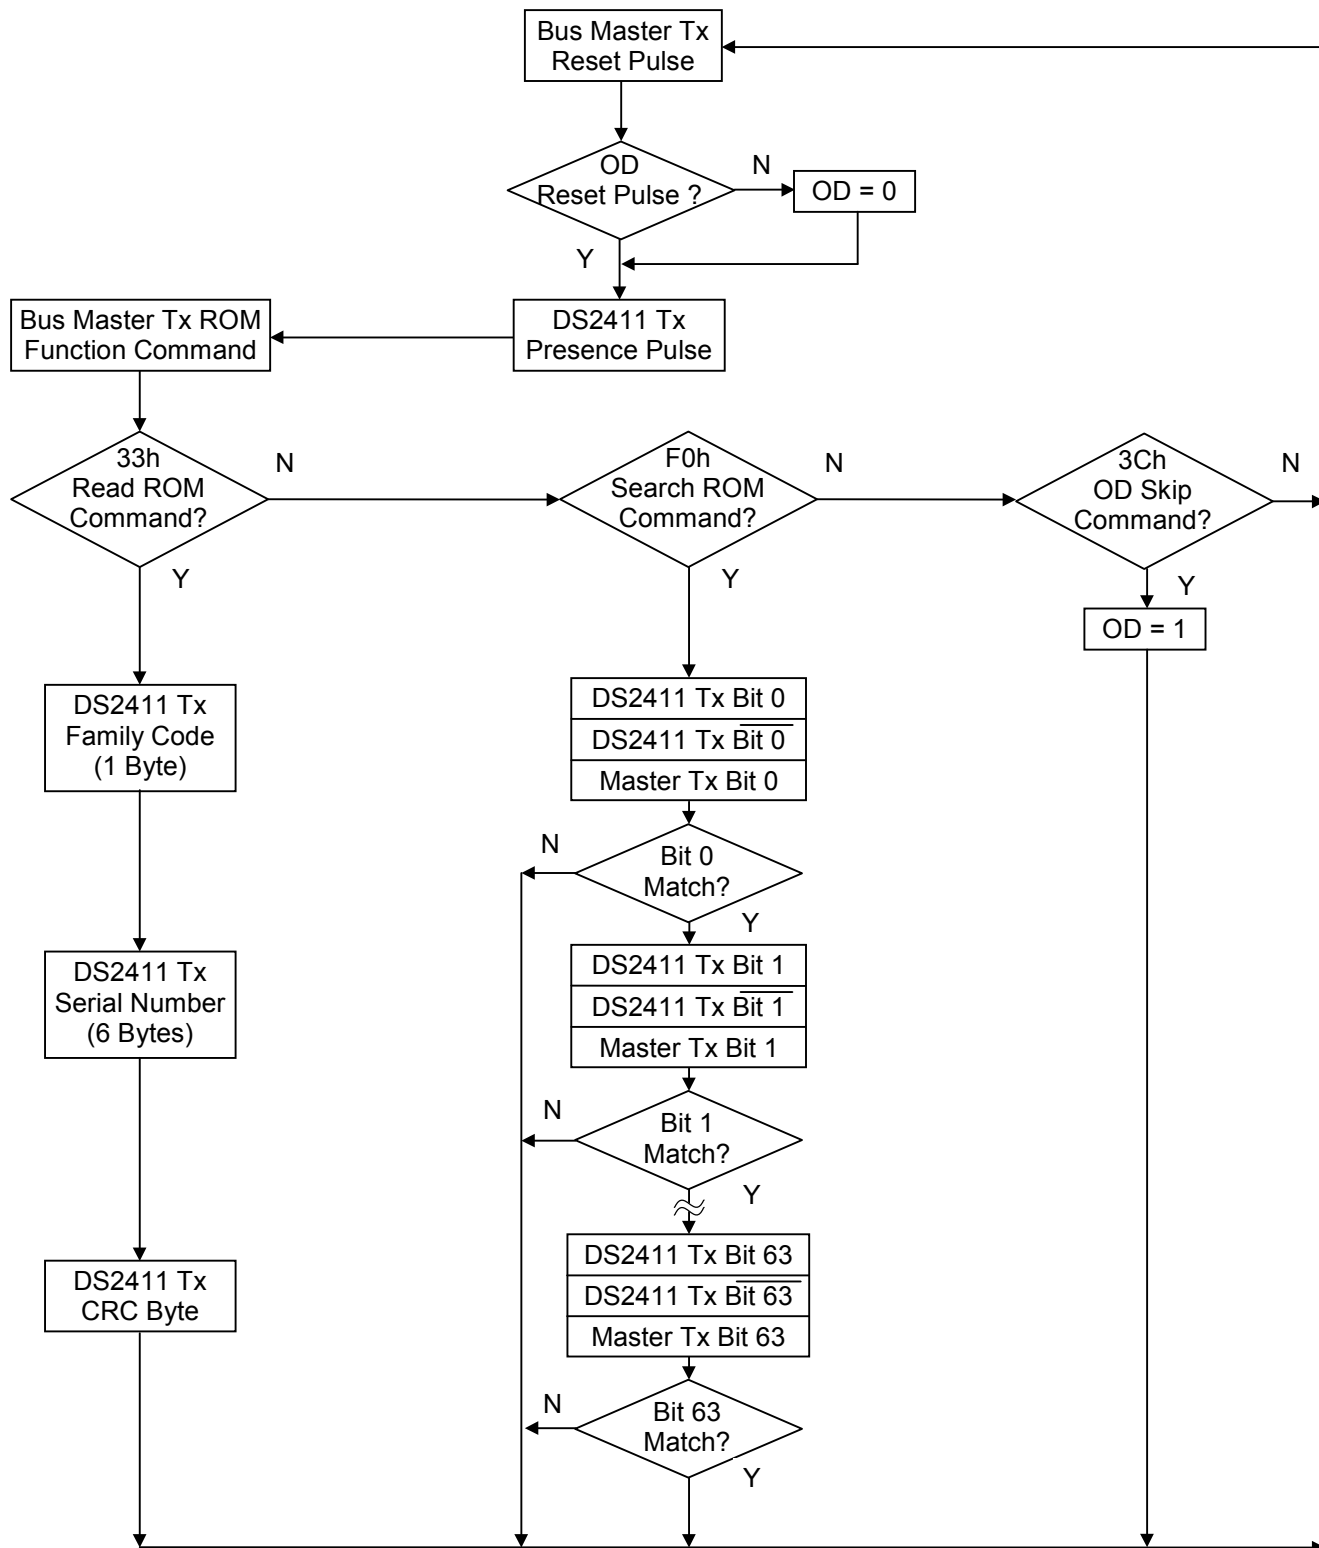 Bus Master Tx
Reset Pulse
OD
Reset Pulse ?
N
OD = 0
Y
Bus Master Tx ROM
Function Command
DS2411 Tx
Presence Pulse
33h
Read ROM
Command?
N
Y
F0h
Search ROM
Command?
N
Y
3Ch
OD Skip
Command?
N
Y
OD = 1
DS2411 Tx
Family Code
(1 Byte)
DS2411 Tx
Serial Number
(6 Bytes)
DS2411 Tx
CRC Byte
DS2411 Tx Bit 0
DS2411 Tx B̅i̅t̅ ̅0̅
Master Tx Bit 0
Bit 0
Match?
N
Y
DS2411 Tx Bit 1
DS2411 Tx B̅i̅t̅ ̅1̅
Master Tx Bit 1
Bit 1
Match?
N
Y
DS2411 Tx Bit 63
DS2411 Tx B̅i̅t̅ ̅6̅3̅
Master Tx Bit 63
Bit 63
Match?
N
Y